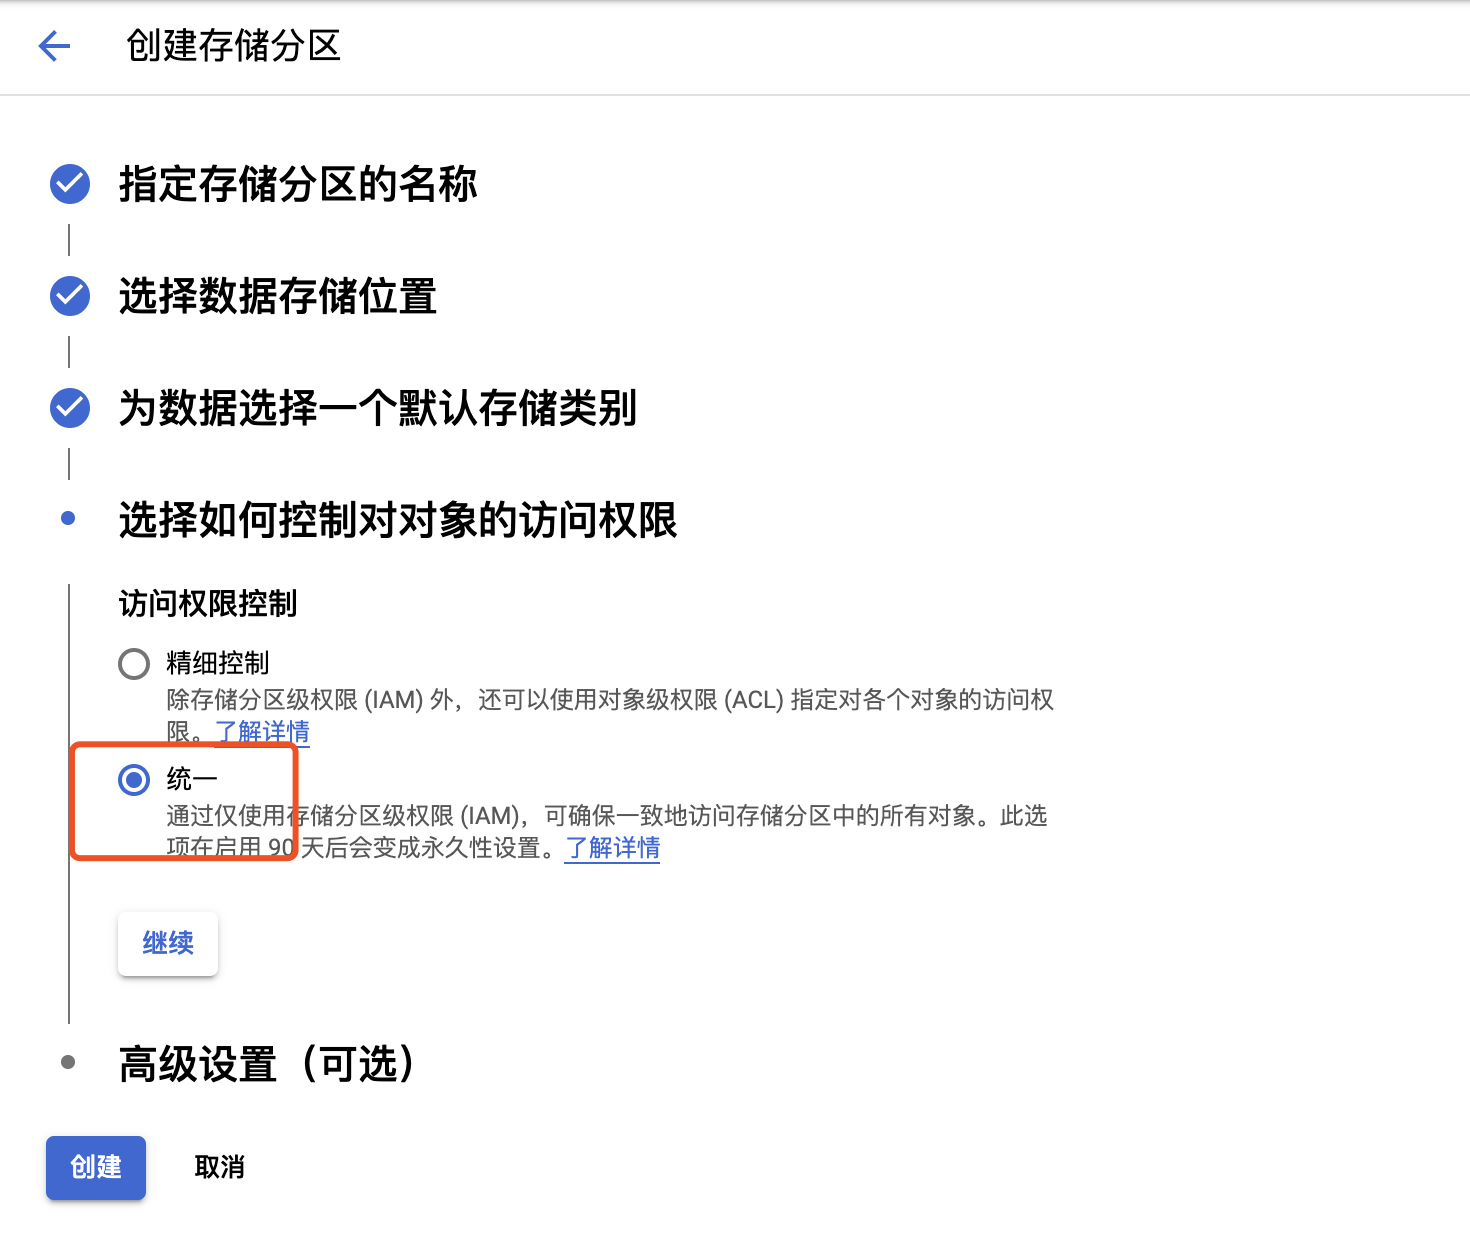 创建存储分区
指定存储分区的名称
选择数据存储位置
为数据选择一个默认存储类别
选择如何控制对对象的访问权限
访问权限控制
精细控制
除存储分区级权限 (IAM) 外，还可以使用对象级权限 (ACL) 指定对各个对象的访问权
限。了解详情
统一
通过仅使用存储分区级权限 (IAM)，可确保一致地访问存储分区中的所有对象。此选
项在启用 90 天后会变成永久性设置。了解详情
继续
高级设置（可选）
创建 取消